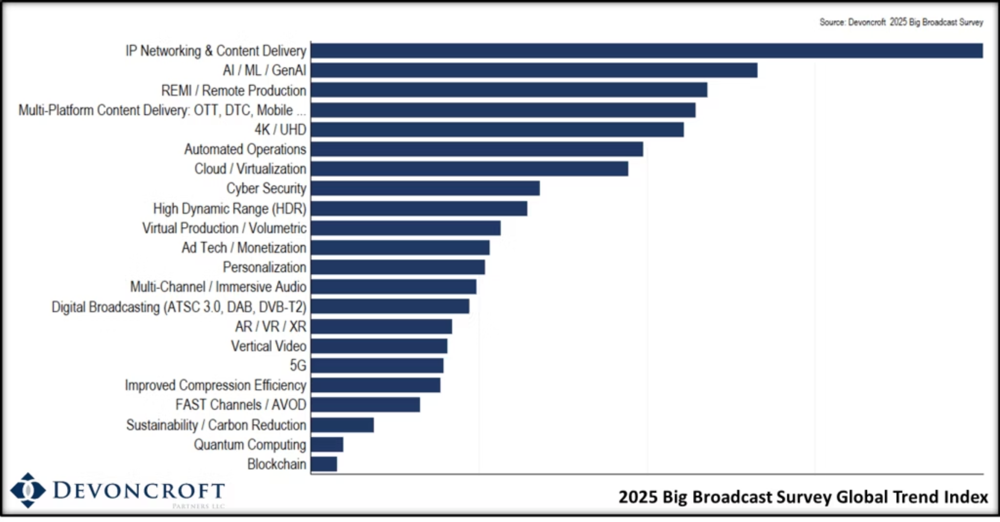 Source: Devoncroft 2025 Big Broadcast Survey
IP Networking & Content Delivery
AI / ML / GenAI
REMI / Remote Production
Multi-Platform Content Delivery: OTT, DTC, Mobile ...
4K / UHD
Automated Operations
Cloud / Virtualization
Cyber Security
High Dynamic Range (HDR)
Virtual Production / Volumetric
Ad Tech / Monetization
Personalization
Multi-Channel / Immersive Audio
Digital Broadcasting (ATSC 3.0, DAB, DVB-T2)
AR / VR / XR
Vertical Video
5G
Improved Compression Efficiency
FAST Channels / AVOD
Sustainability / Carbon Reduction
Quantum Computing
Blockchain
DEVONCROFT
PARTNERS LLC
2025 Big Broadcast Survey Global Trend Index